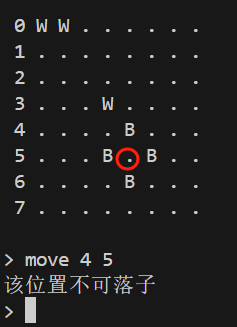 0 W W . . . . . .
1 . . . . . . . .
2 . . . . . . . .
3 . . . W . . . .
4 . . . . B . . .
5 . . . B . B . .
6 . . . . B . . .
7 . . . . . . . .
> move 4 5
该位置不可落子
>